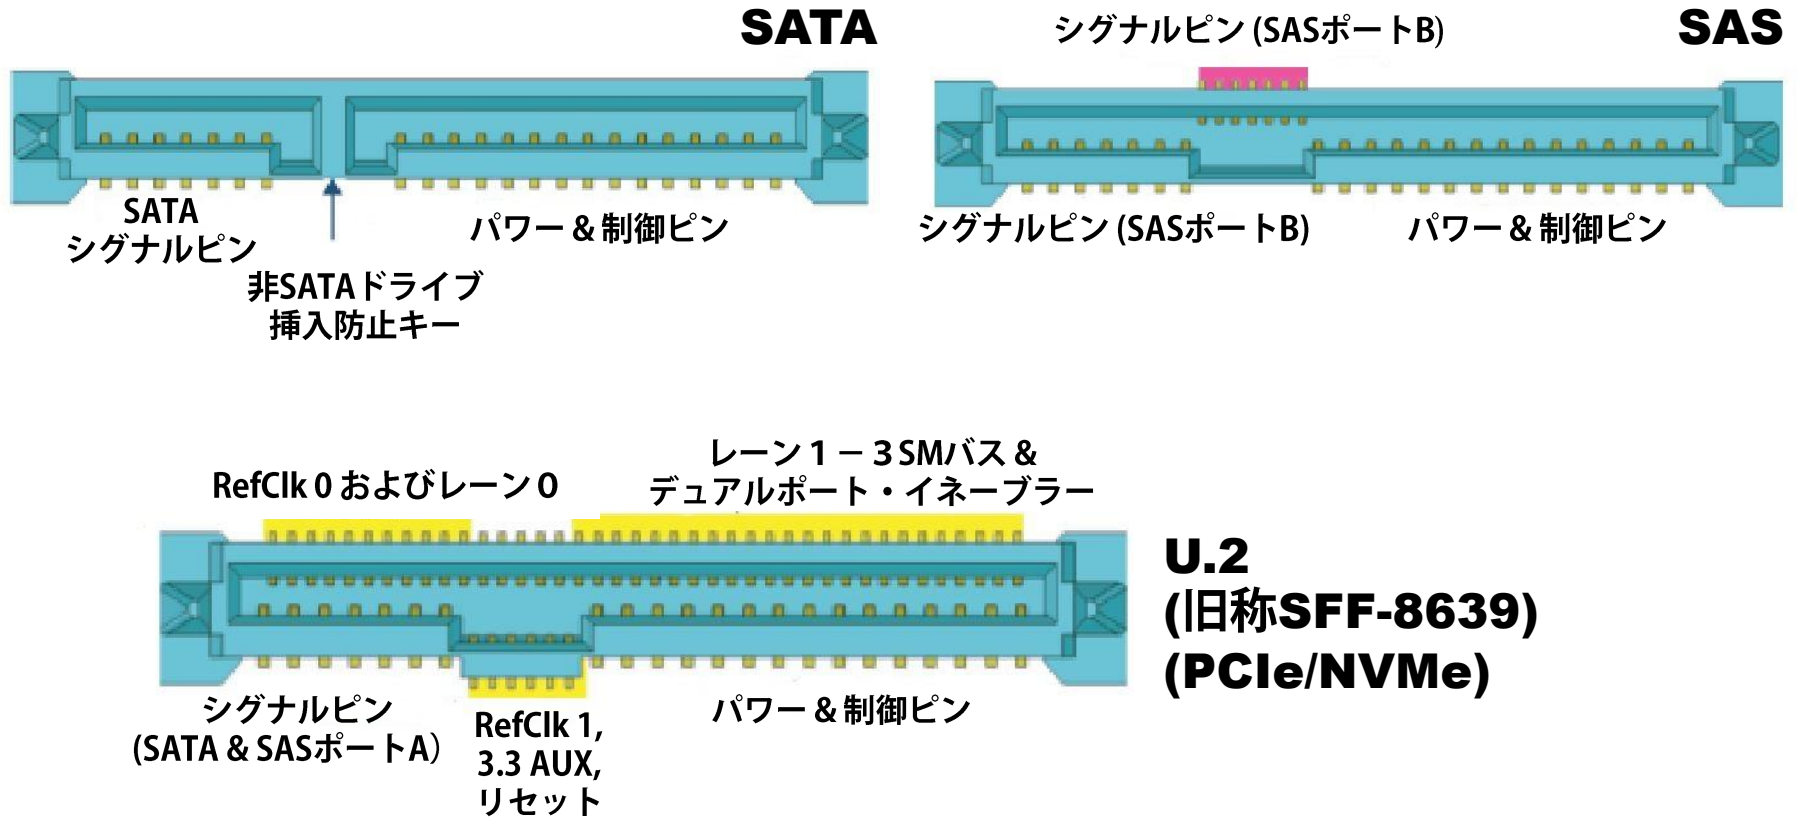 SATA
SATA
シグナルピン
非SATAドライブ
挿入防止キー
パワー & 制御ピン
シグナルピン (SASポートB)
SAS
シグナルピン (SASポートB)
パワー & 制御ピン
RefClk 0 およびレーン 0
レーン 1 － 3 SMバス &
デュアルポート・イネーブラー
U.2
(旧称SFF-8639)
(PCIe/NVMe)
シグナルピン
(SATA & SASポートA）
RefClk 1,
3.3 AUX,
リセット
パワー & 制御ピン